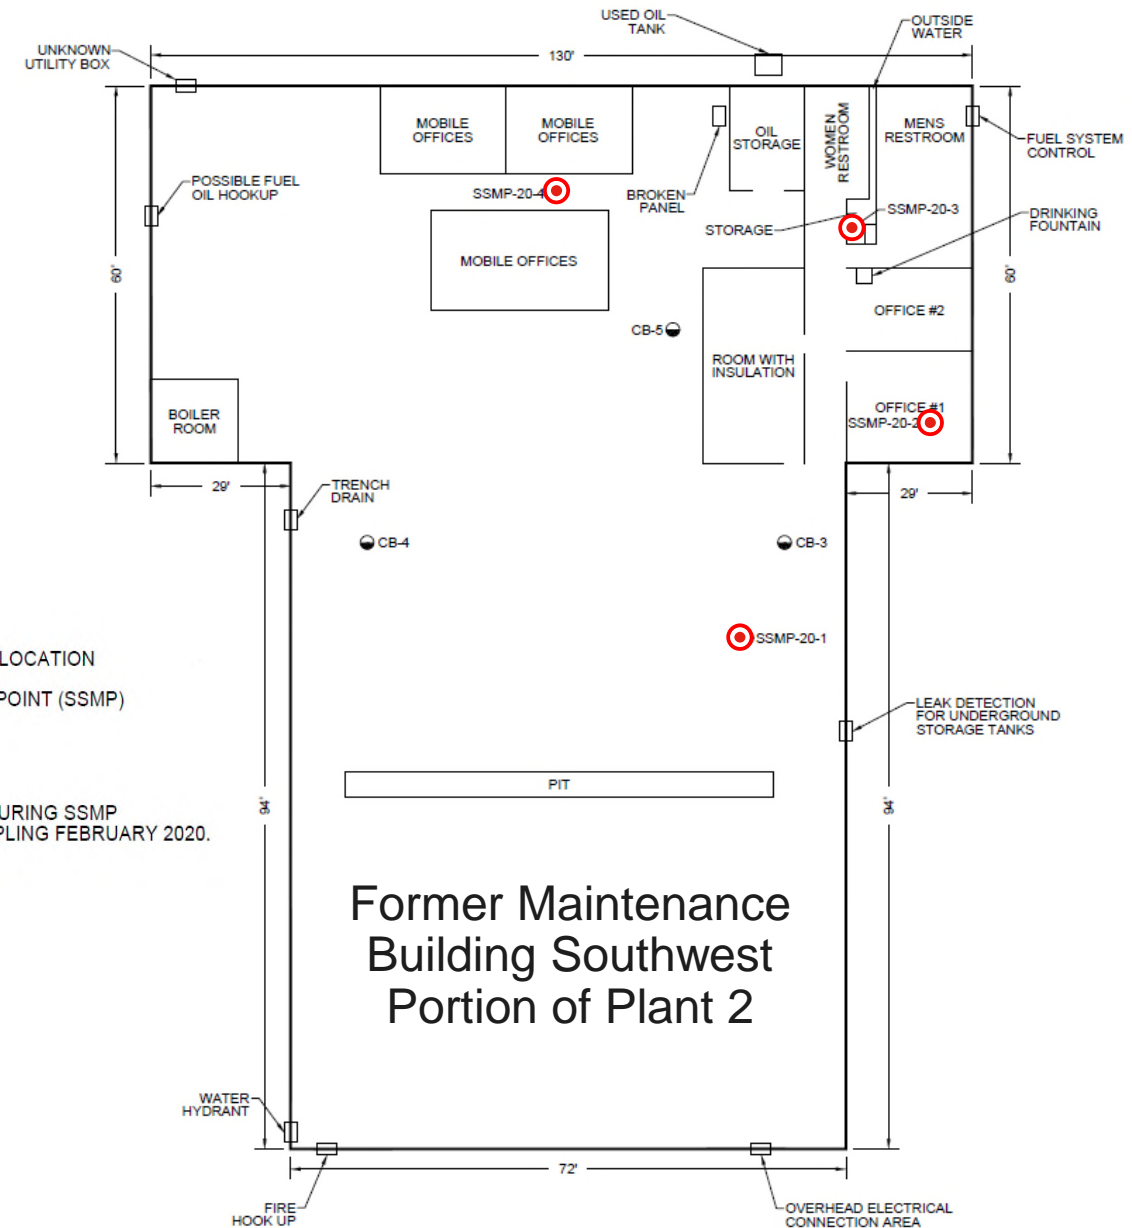 USED OIL
TANK
OUTSIDE
WATER
UNKNOWN
UTILITY BOX
130'
MOBILE
OFFICES
MOBILE
OFFICES
OIL
STORAGE
WOMEN
RESTROOM
MENS
RESTROOM
FUEL SYSTEM
CONTROL
POSSIBLE FUEL
OIL HOOKUP
SSMP-20-4
BROKEN
PANEL
SSMP-20-3
STORAGE
DRINKING
FOUNTAIN
60'
MOBILE OFFICES
60'
OFFICE #2
CB-5
ROOM WITH
INSULATION
BOILER
ROOM
OFFICE #1
SSMP-20-2
29'
TRENCH
DRAIN
29'
CB-4
CB-3
SSMP-20-1
LOCATION
POINT (SSMP)
LEAK DETECTION
FOR UNDERGROUND
STORAGE TANKS
PIT
94'
94'
URING SSMP
PLING FEBRUARY 2020.
Former Maintenance
Building Southwest
Portion of Plant 2
WATER
HYDRANT
72'
FIRE
HOOK UP
OVERHEAD ELECTRICAL
CONNECTION AREA